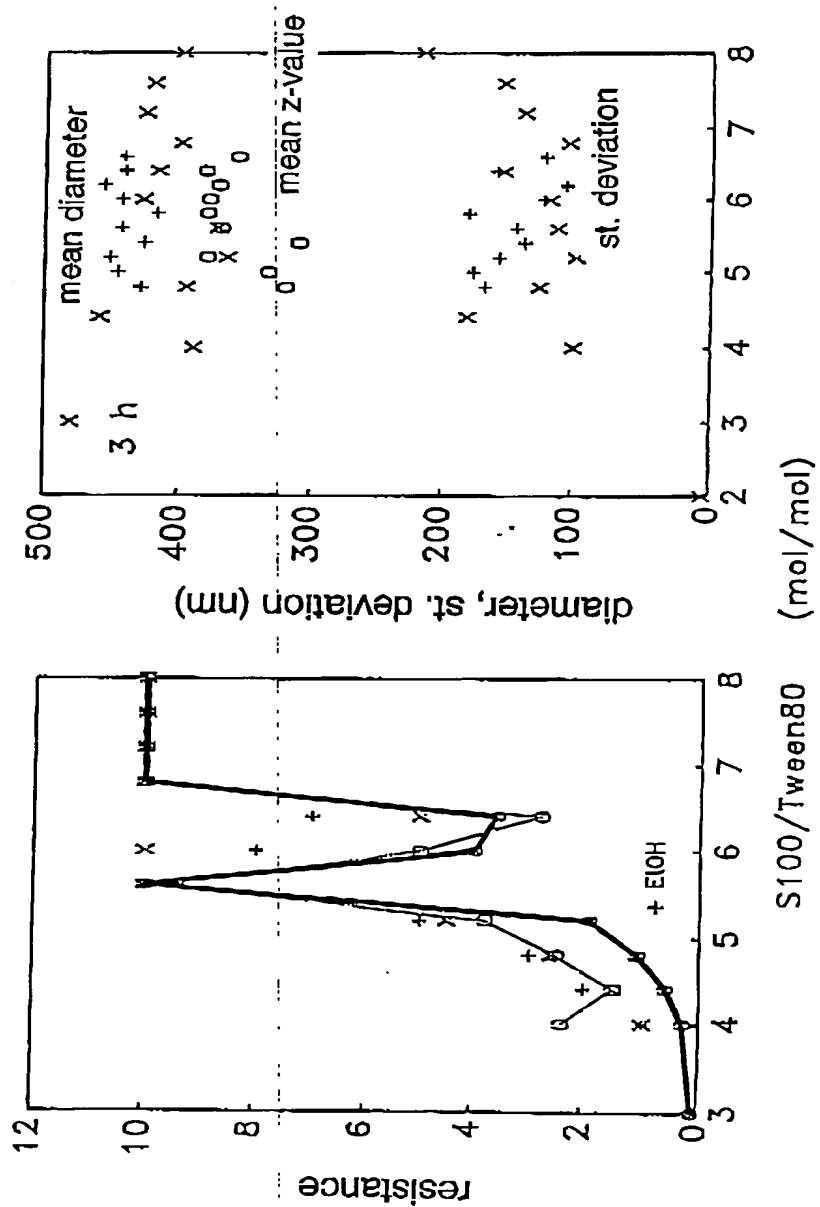 12
10
8
6
4
2
0
resistance
3
4
5
6
7
8
+ EtOH
S100/Tween80
(mol/mol)
500
400
300
200
100
0
diameter, st. deviation (nm)
2
3
4
5
6
7
8
3 h
mean diameter
mean z-value
st. deviation